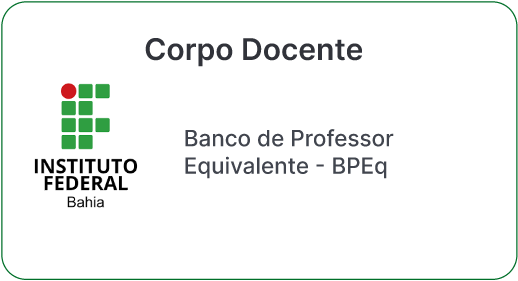 Corpo Docente
INSTITUTO
FEDERAL
Bahia
Banco de Professor
Equivalente - BPEq